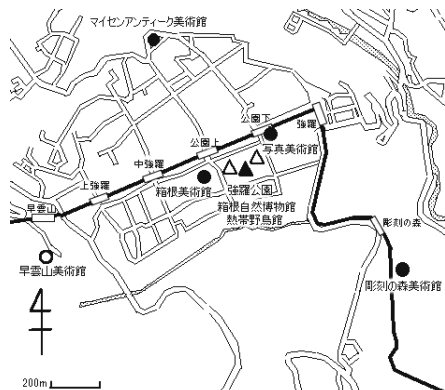 マイセンアンティーク美術館
公園下
強羅
写真美術館
公園上
中強羅
上強羅
早雲山
箱根美術館
強羅公園
箱根自然博物館
熱帯野鳥館
彫刻の森
早雲山美術館
彫刻の森美術館
200m